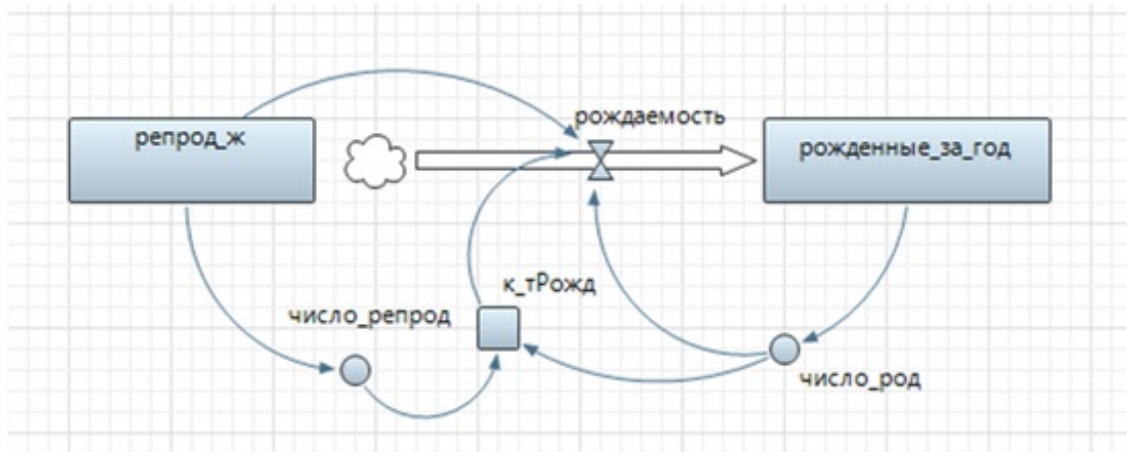 рождаемость
репрод_ж
рожденные_за_год
к_тРожд
число_репрод
число_род